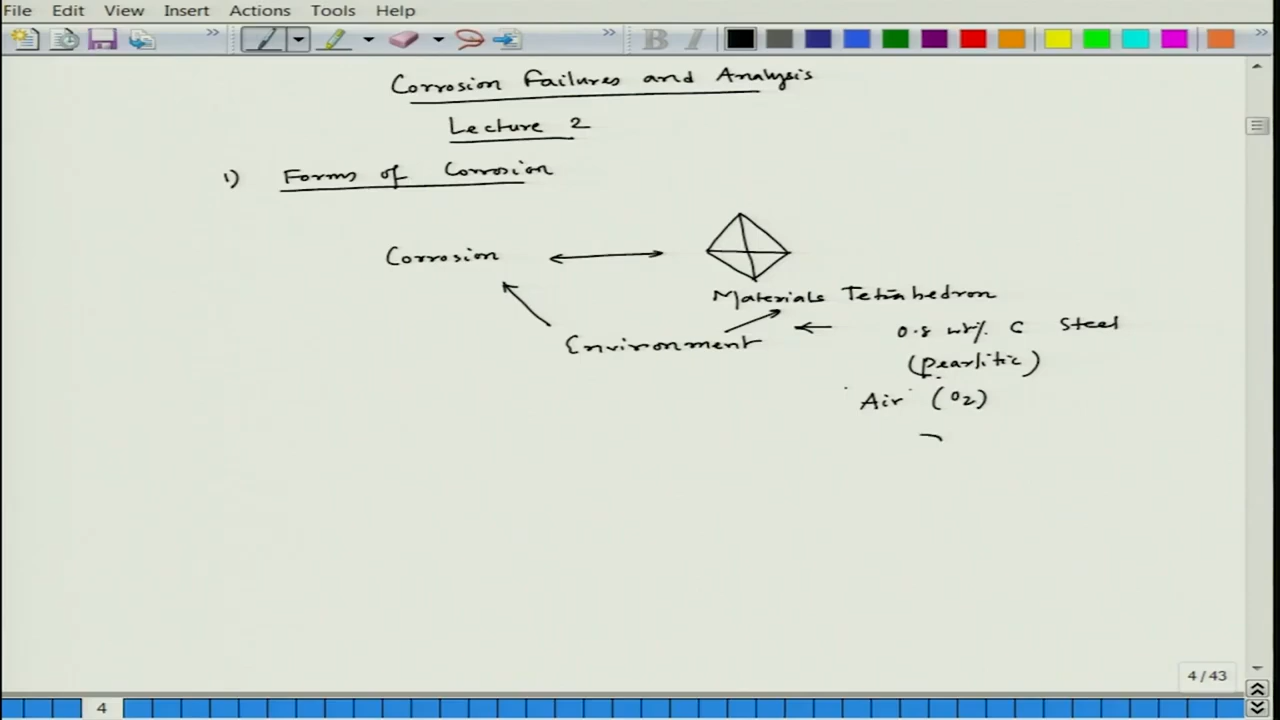 File Edit View Insert Actions Tools Help
B I
Corrosion Failures and Analysis
Lecture 2
1) Forms of Corrosion
Corrosion
Materials Tetrahedron
0.8 wt% C Steel
Environment
(pearlitic)
"Air" (O2)
4/43
4